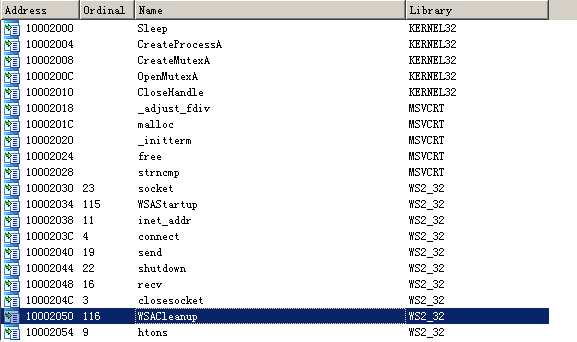 Address Ordinal Name Library
10002000 Sleep KERNEL32
10002004 CreateProcessA KERNEL32
10002008 CreateMutexA KERNEL32
1000200C OpenMutexA KERNEL32
10002010 CloseHandle KERNEL32
10002018 _adjust_fdiv MSVCRT
1000201C malloc MSVCRT
10002020 _initterm MSVCRT
10002024 free MSVCRT
10002028 strncmp MSVCRT
10002030 23 socket WS2_32
10002034 115 WSAStartup WS2_32
10002038 11 inet_addr WS2_32
1000203C 4 connect WS2_32
10002040 19 send WS2_32
10002044 22 shutdown WS2_32
10002048 16 recv WS2_32
1000204C 3 closesocket WS2_32
10002050 116 WSACleanup WS2_32
10002054 9 htons WS2_32